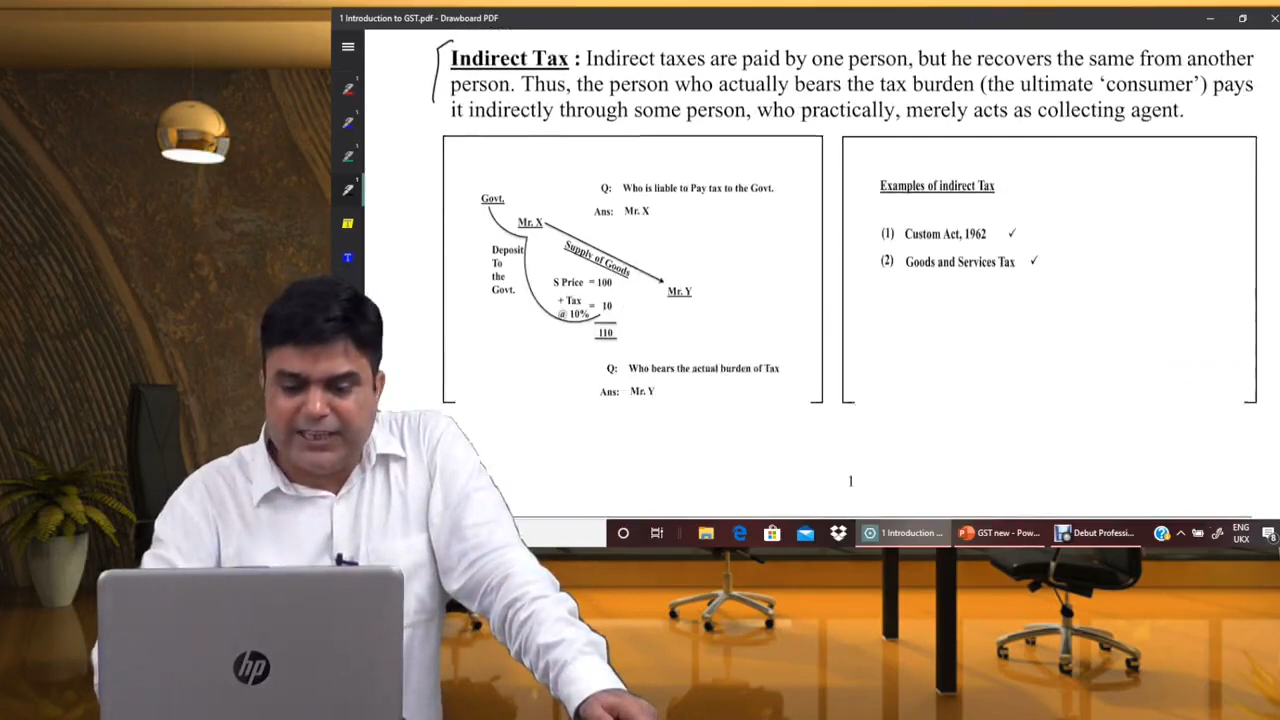 1 Introduction to GST.pdf - Drawboard PDF
Indirect Tax : Indirect taxes are paid by one person, but he recovers the same from another
person. Thus, the person who actually bears the tax burden (the ultimate ‘consumer’) pays
it indirectly through some person, who practically, merely acts as collecting agent.
Q: Who is liable to Pay tax to the Govt.
Ans: Mr. X
Govt.
Mr. X
Deposit
To
the
Govt.
Supply of Goods
S Price = 100
+ Tax
@ 10% = 10
110
Mr. Y
Q: Who bears the actual burden of Tax
Ans: Mr. Y
Examples of indirect Tax
(1) Custom Act, 1962 ✓
(2) Goods and Services Tax ✓
1
1 Introduction ...
GST new - Pow...
Debut Professi...
ENG
UKX
8
hp